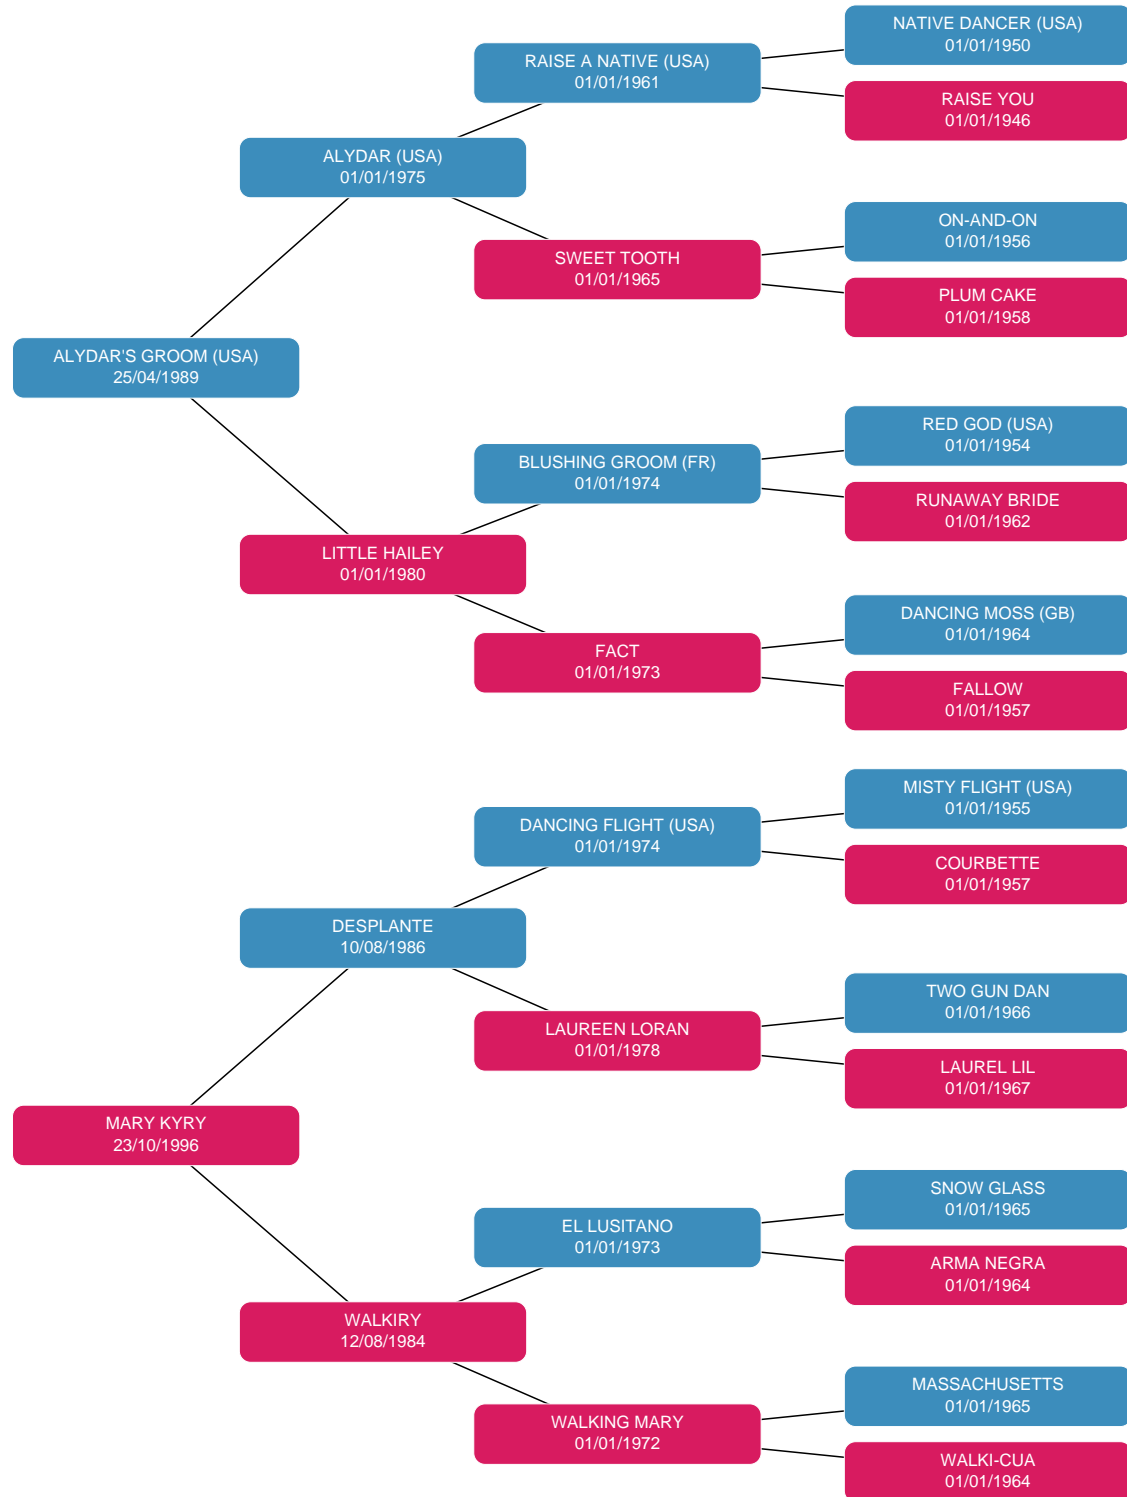 NATIVE DANCER (USA)
01/01/1950
RAISE A NATIVE (USA)
01/01/1961
RAISE YOU
01/01/1946
ALYDAR (USA)
01/01/1975
ON-AND-ON
01/01/1956
SWEET TOOTH
01/01/1965
PLUM CAKE
01/01/1958
ALYDAR'S GROOM (USA)
25/04/1989
RED GOD (USA)
01/01/1954
BLUSHING GROOM (FR)
01/01/1974
RUNAWAY BRIDE
01/01/1962
LITTLE HAILEY
01/01/1980
DANCING MOSS (GB)
01/01/1964
FACT
01/01/1973
FALLOW
01/01/1957
MISTY FLIGHT (USA)
01/01/1955
DANCING FLIGHT (USA)
01/01/1974
COURBETTE
01/01/1957
DESPLANTE
10/08/1986
TWO GUN DAN
01/01/1966
LAUREEN LORAN
01/01/1978
LAUREL LIL
01/01/1967
MARY KYRY
23/10/1996
SNOW GLASS
01/01/1965
EL LUSITANO
01/01/1973
ARMA NEGRA
01/01/1964
WALKIRY
12/08/1984
MASSACHUSETTS
01/01/1965
WALKING MARY
01/01/1972
WALKI-CUA
01/01/1964